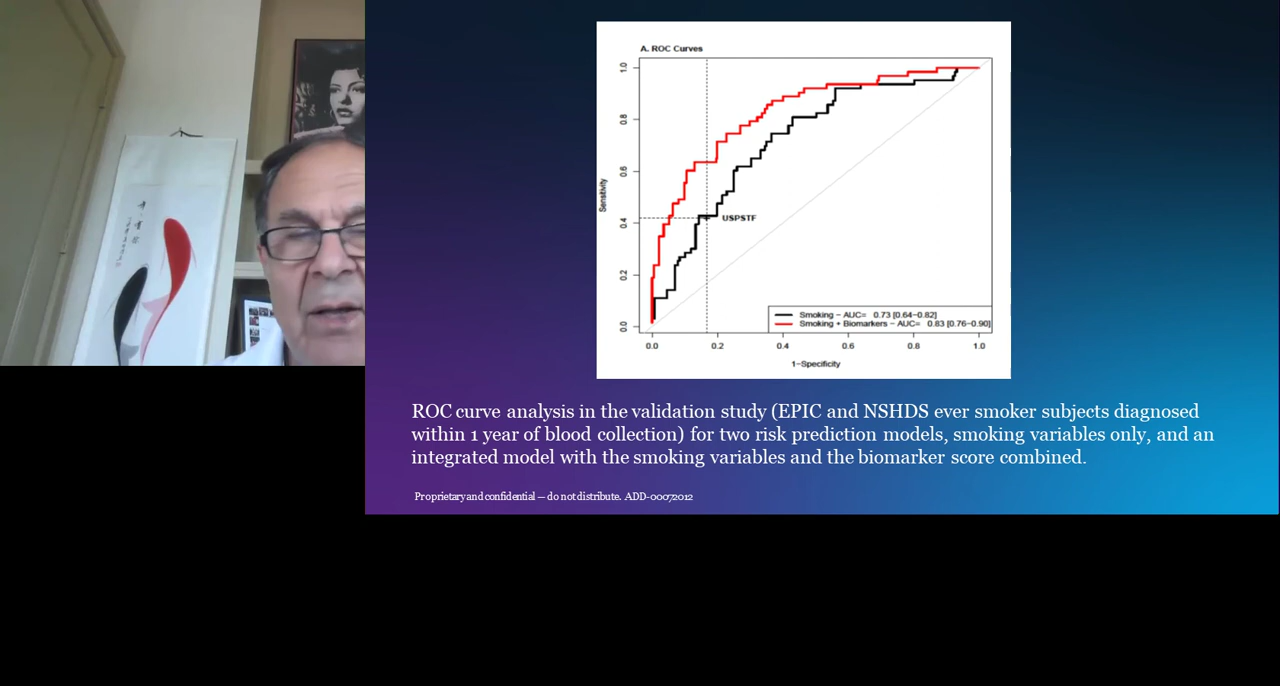 A. ROC Curves
1.0
0.8
0.6
0.4
0.2
0.0
Sensitivity
USPSTF
Smoking − AUC= 0.73 [0.64−0.82]
Smoking + Biomarkers − AUC= 0.83 [0.76−0.90]
0.0 0.2 0.4 0.6 0.8 1.0
1−Specificity
ROC curve analysis in the validation study (EPIC and NSHDS ever smoker subjects diagnosed
within 1 year of blood collection) for two risk prediction models, smoking variables only, and an
integrated model with the smoking variables and the biomarker score combined.
Proprietary and confidential — do not distribute. ADD-00072012